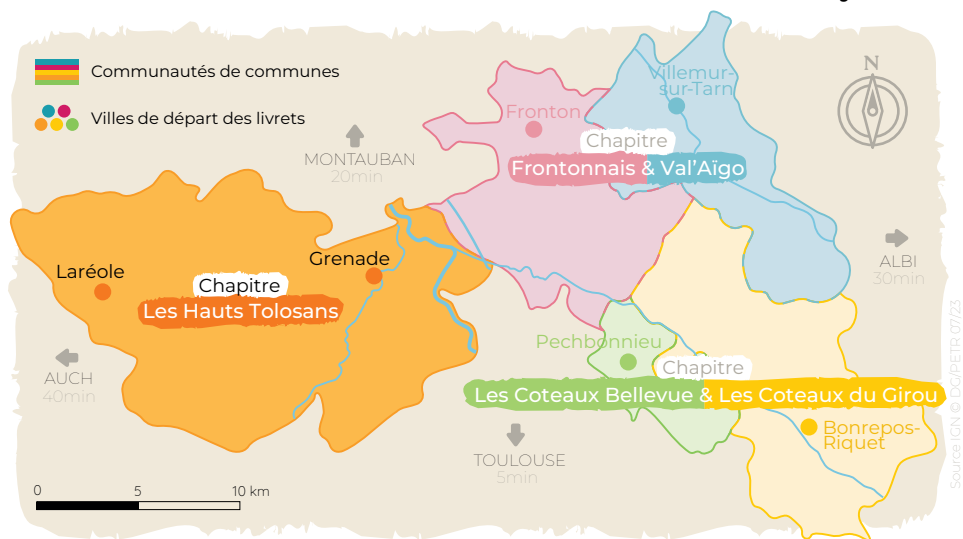 Communautés de communes
Villes de départ des livrets
N
Villemur-
sur-Tarn
Fronton
Chapitre
Frontonnais & Val'Aïgo
MONTAUBAN
20min
Laréole
Grenade
Chapitre
Les Hauts Tolosans
ALBI
30min
Pechbonnieu
Chapitre
Les Coteaux Bellevue & Les Coteaux du Girou
AUCH
40min
Bonrepos-
Riquet
TOULOUSE
5min
0 5 10 km
Source IGN © DG/PETR 07/23